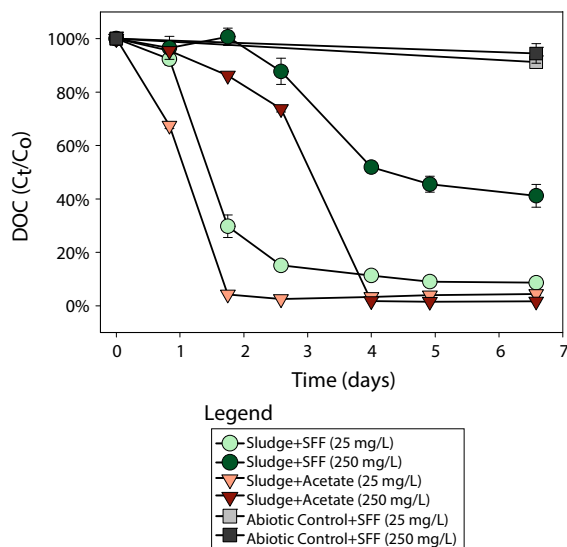 100%
80%
60%
40%
20%
0%
DOC (Ct/Co)
0 1 2 3 4 5 6 7
Time (days)
Legend
Sludge+SFF (25 mg/L)
Sludge+SFF (250 mg/L)
Sludge+Acetate (25 mg/L)
Sludge+Acetate (250 mg/L)
Abiotic Control+SFF (25 mg/L)
Abiotic Control+SFF (250 mg/L)